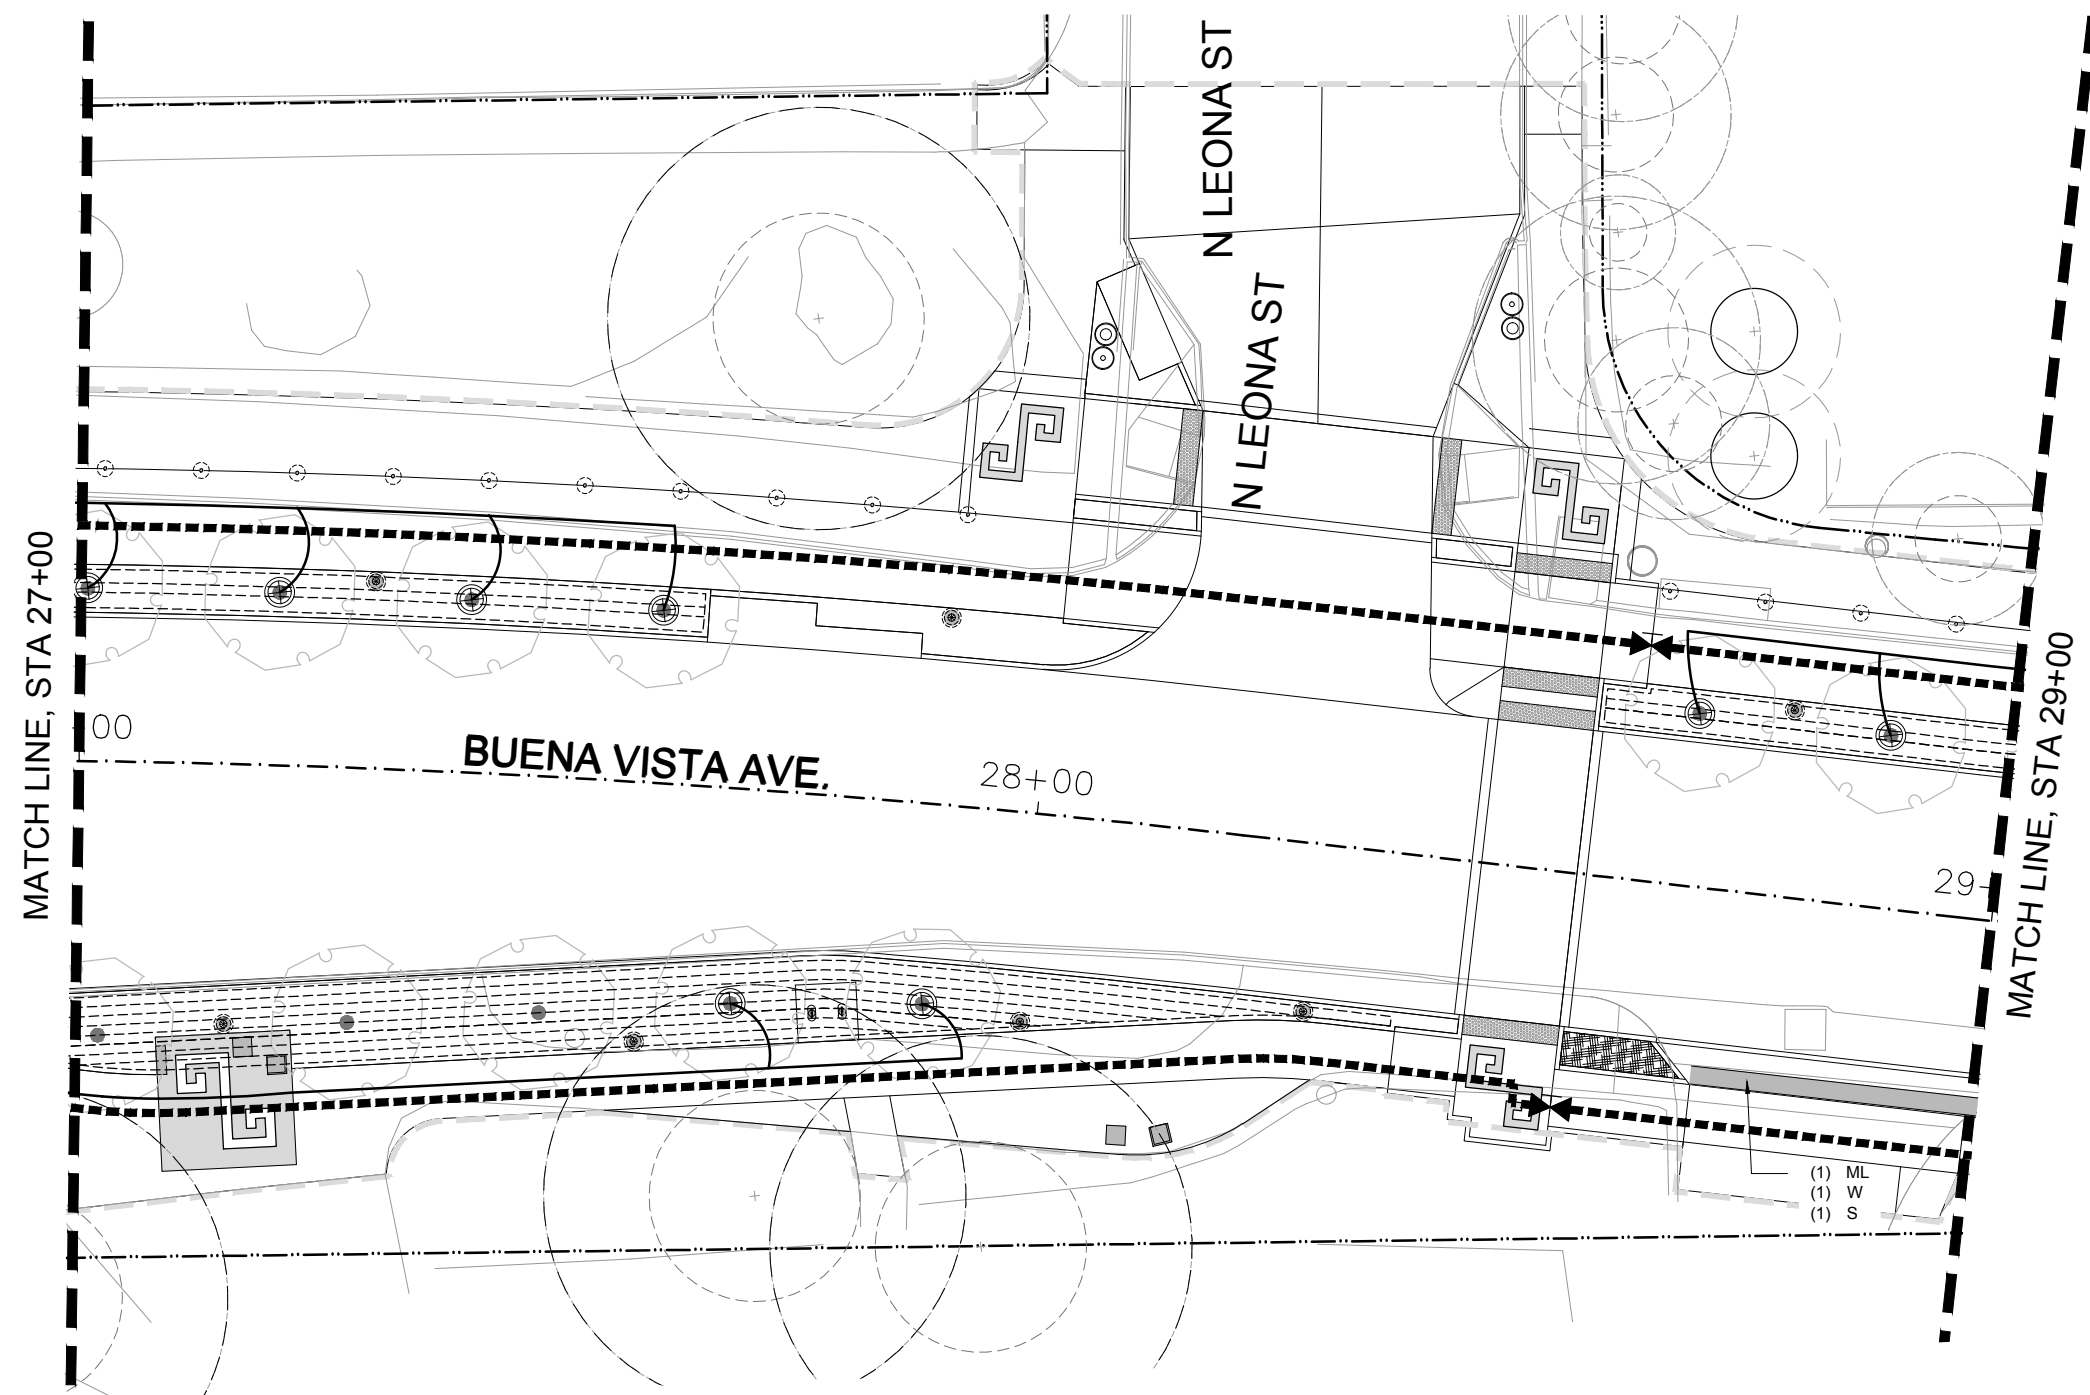 N LEONA ST
N LEONA ST
MATCH LINE, STA 27+00
00
BUENA VISTA AVE.
28+00
29
MATCH LINE, STA 29+00
(1) ML
(1) W
(1) S